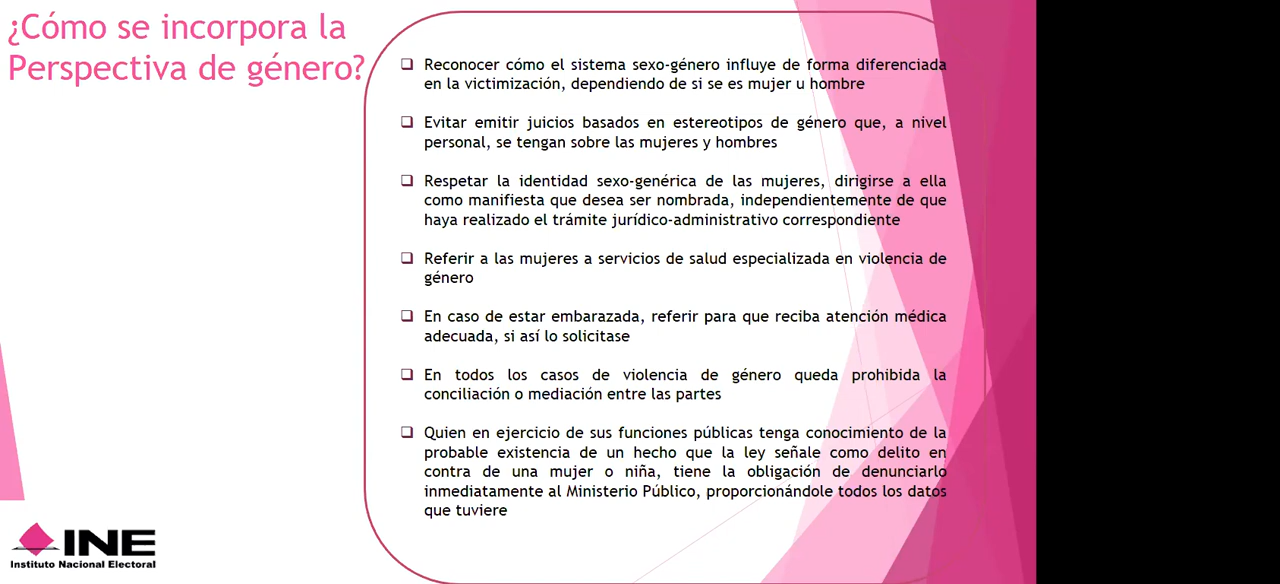 ¿Cómo se incorpora la
Perspectiva de género?
❑ Reconocer cómo el sistema sexo-género influye de forma diferenciada
en la victimización, dependiendo de si se es mujer u hombre
❑ Evitar emitir juicios basados en estereotipos de género que, a nivel
personal, se tengan sobre las mujeres y hombres
❑ Respetar la identidad sexo-genérica de las mujeres, dirigirse a ella
como manifiesta que desea ser nombrada, independientemente de que
haya realizado el trámite jurídico-administrativo correspondiente
❑ Referir a las mujeres a servicios de salud especializada en violencia de
género
❑ En caso de estar embarazada, referir para que reciba atención médica
adecuada, si así lo solicitase
❑ En todos los casos de violencia de género queda prohibida la
conciliación o mediación entre las partes
❑ Quien en ejercicio de sus funciones públicas tenga conocimiento de la
probable existencia de un hecho que la ley señale como delito en
contra de una mujer o niña, tiene la obligación de denunciarlo
inmediatamente al Ministerio Público, proporcionándole todos los datos
que tuviere
INE
Instituto Nacional Electoral